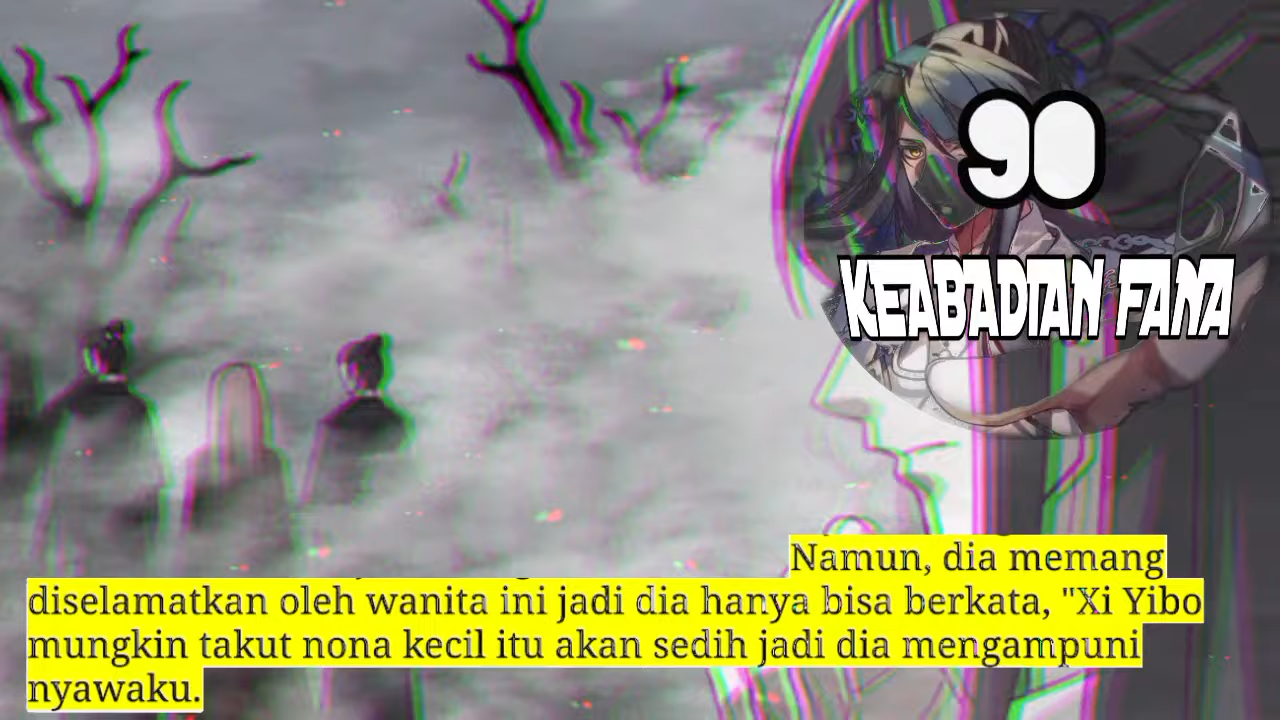 90
KEABADIAN FANA
Namun, dia memang
diselamatkan oleh wanita ini jadi dia hanya bisa berkata, "Xi Yibo
mungkin takut nona kecil itu akan sedih jadi dia mengampuni
nyawaku.